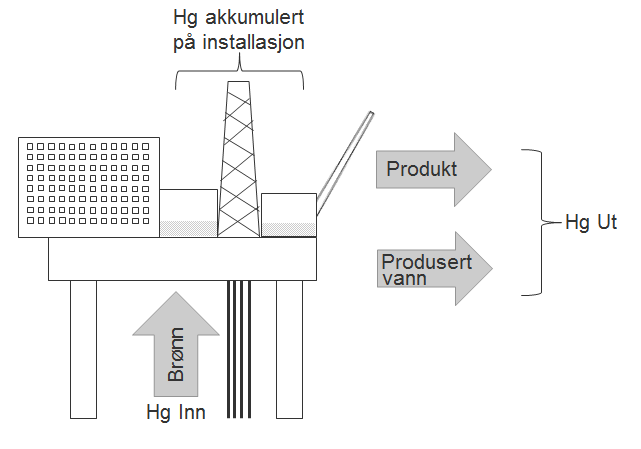 Hg akkumulert
på installasjon
Produkt
Hg Ut
Produsert
vann
Brønn
Hg Inn